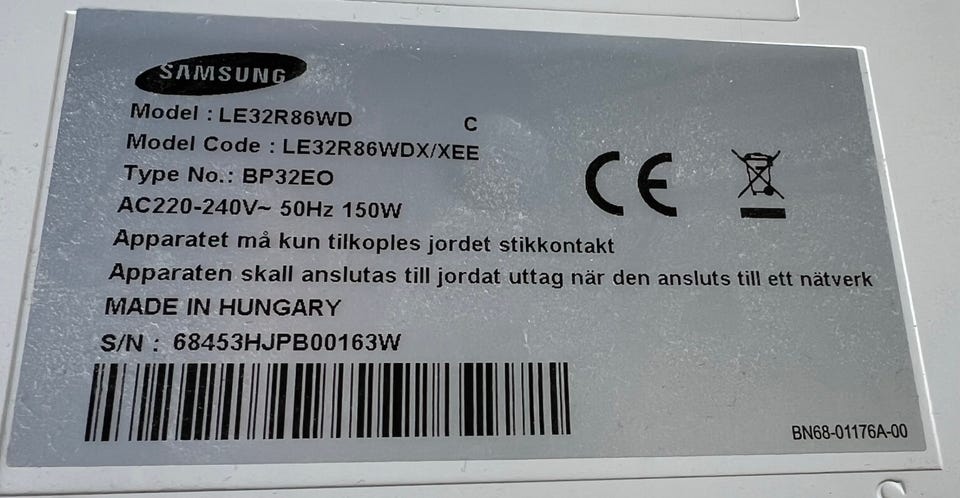 SAMSUNG
Model : LE32R86WD C
Model Code : LE32R86WDX/XEE
Type No.: BP32EO
AC220-240V~ 50Hz 150W
Apparatet må kun tilkoples jordet stikkontakt
Apparaten skall anslutas till jordat uttag när den ansluts till ett nätverk
MADE IN HUNGARY
S/N : 68453HJPB00163W
CE
BN68-01176A-00